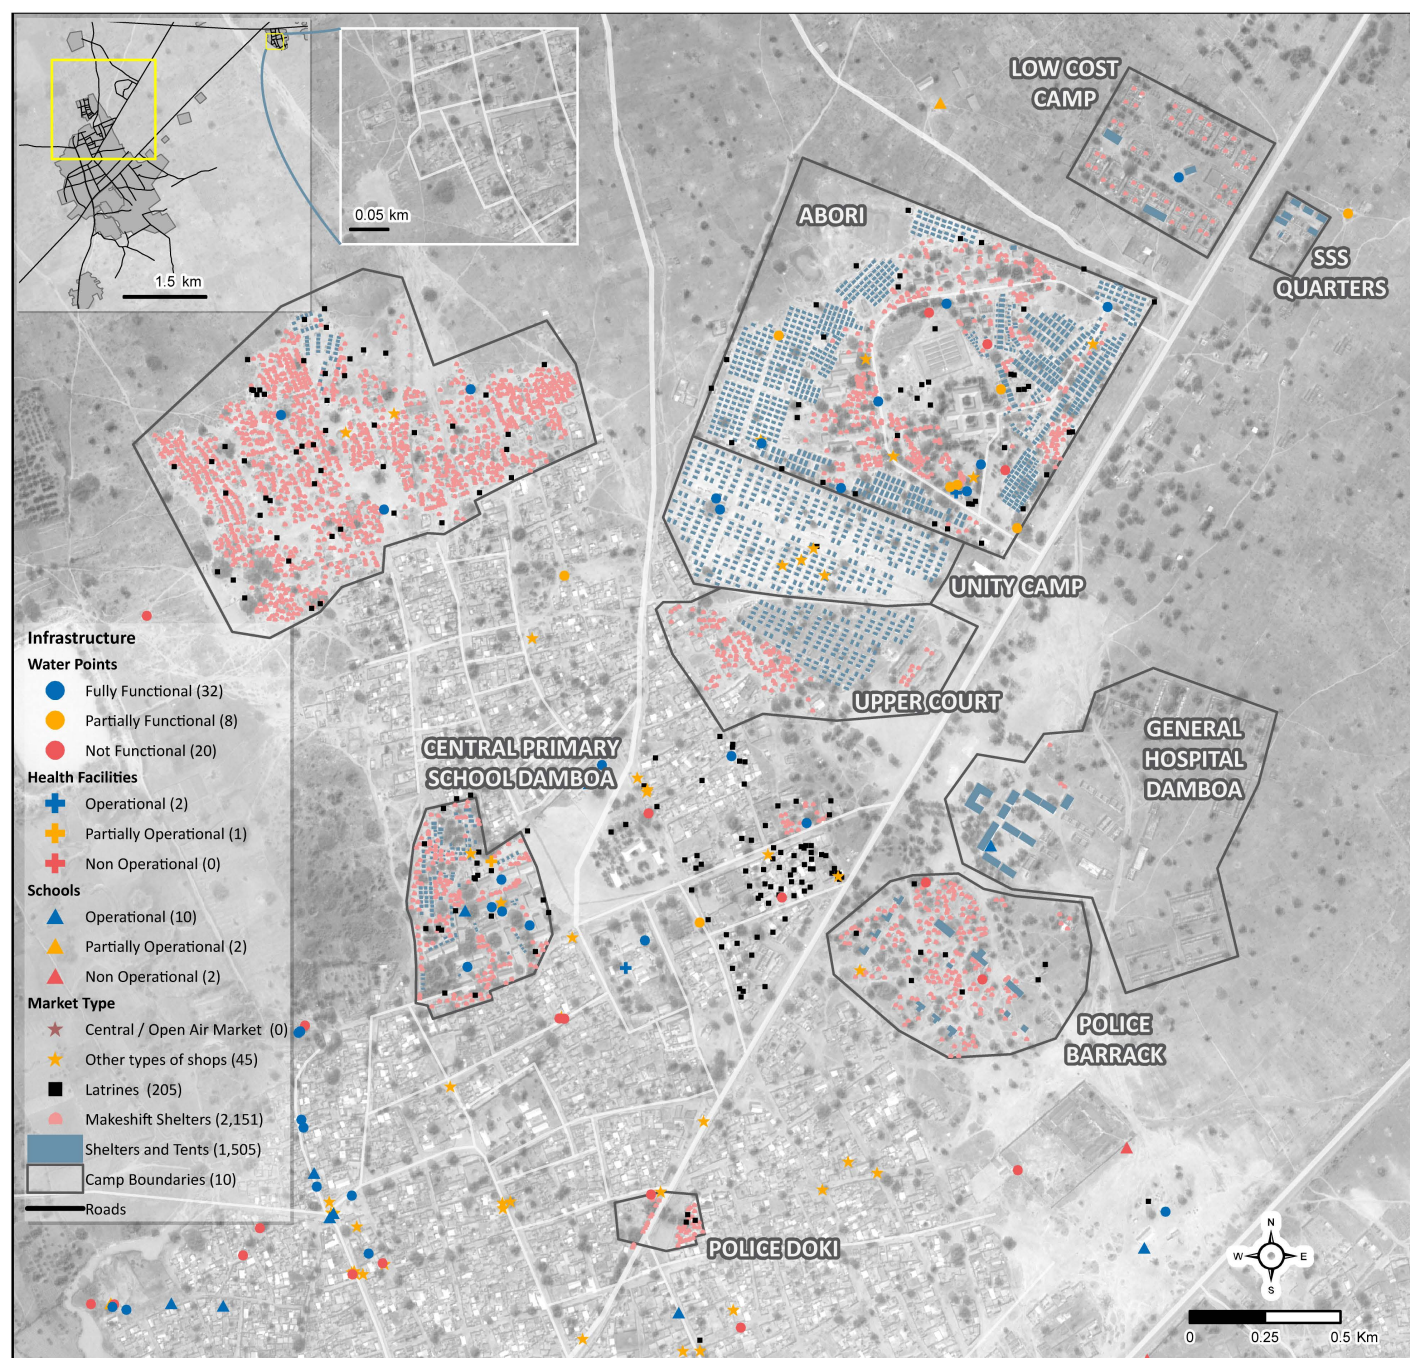 LOW COST
CAMP
ABORI
SSS
QUARTERS
0.05 km
1.5 km
UNITY CAMP
UPPER COURT
GENERAL
HOSPITAL
DAMBOA
CENTRAL PRIMARY
SCHOOL DAMBOA
POLICE
BARRACK
POLICE DOKI
Infrastructure
Water Points
Fully Functional (32)
Partially Functional (8)
Not Functional (20)
Health Facilities
Operational (2)
Partially Operational (1)
Non Operational (0)
Schools
Operational (10)
Partially Operational (2)
Non Operational (2)
Market Type
Central / Open Air Market (0)
Other types of shops (45)
Latrines (205)
Makeshift Shelters (2,151)
Shelters and Tents (1,505)
Camp Boundaries (10)
Roads
N
W E
S
0 0.25 0.5 Km